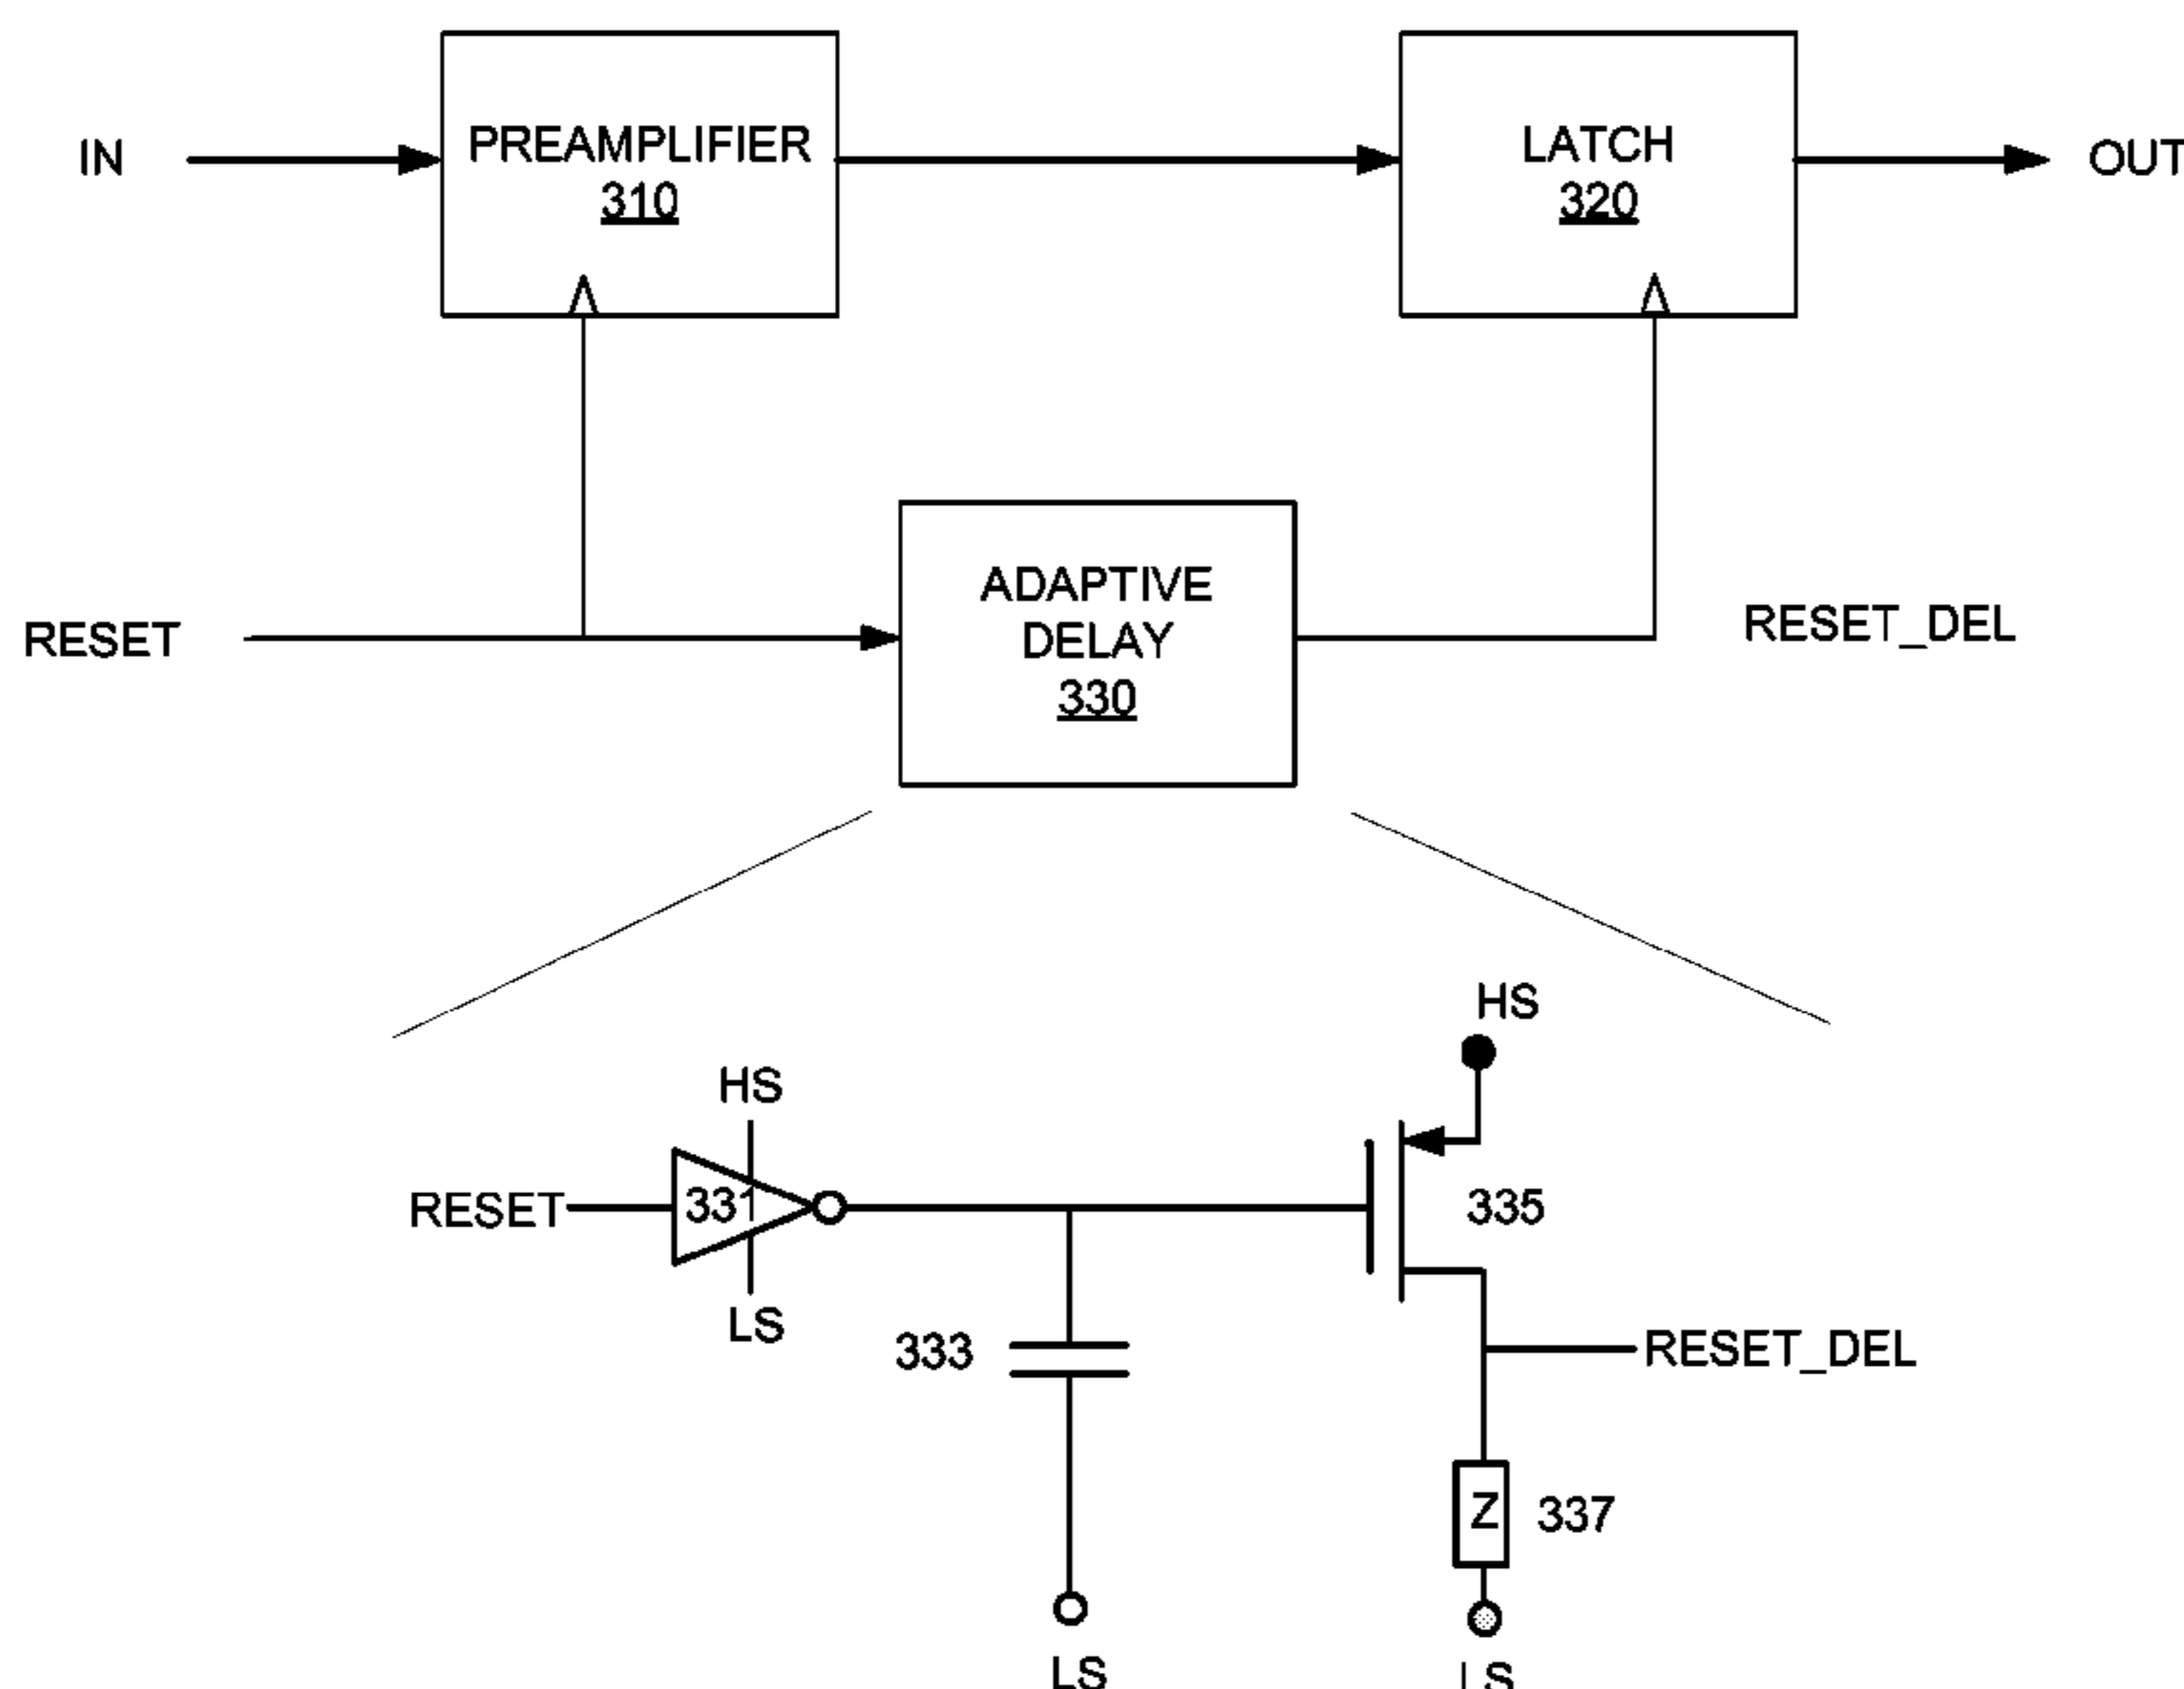 IN
PREAMPLIFIER
310
LATCH
320
OUT
RESET
ADAPTIVE
DELAY
330
RESET_DEL
HS
HS
RESET
331
335
LS
333
RESET_DEL
Z
337
LS
LS